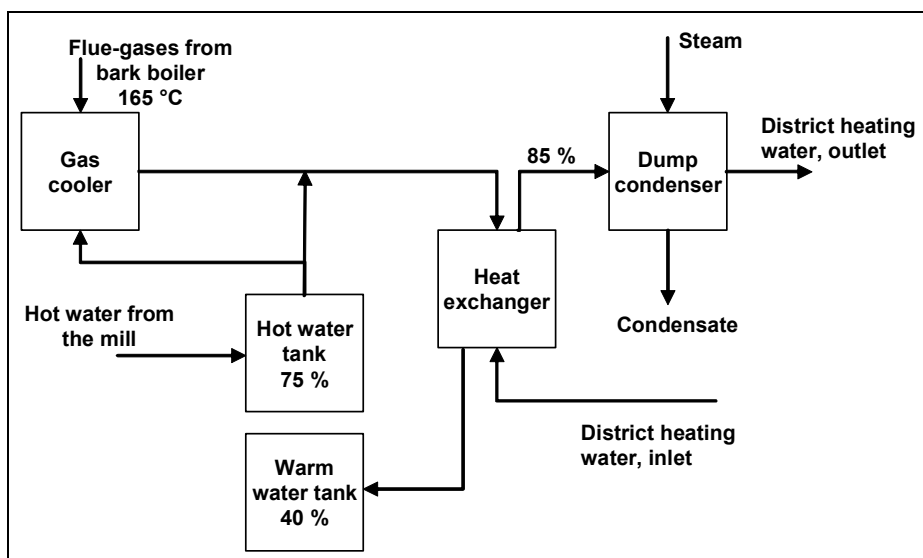 Flue-gases from
bark boiler
165 °C
Steam
Gas
cooler
85 %
Dump
condenser
District heating
water, outlet
Heat
exchanger
Hot water from
the mill
Hot water
tank
75 %
Condensate
District heating
water, inlet
Warm
water tank
40 %